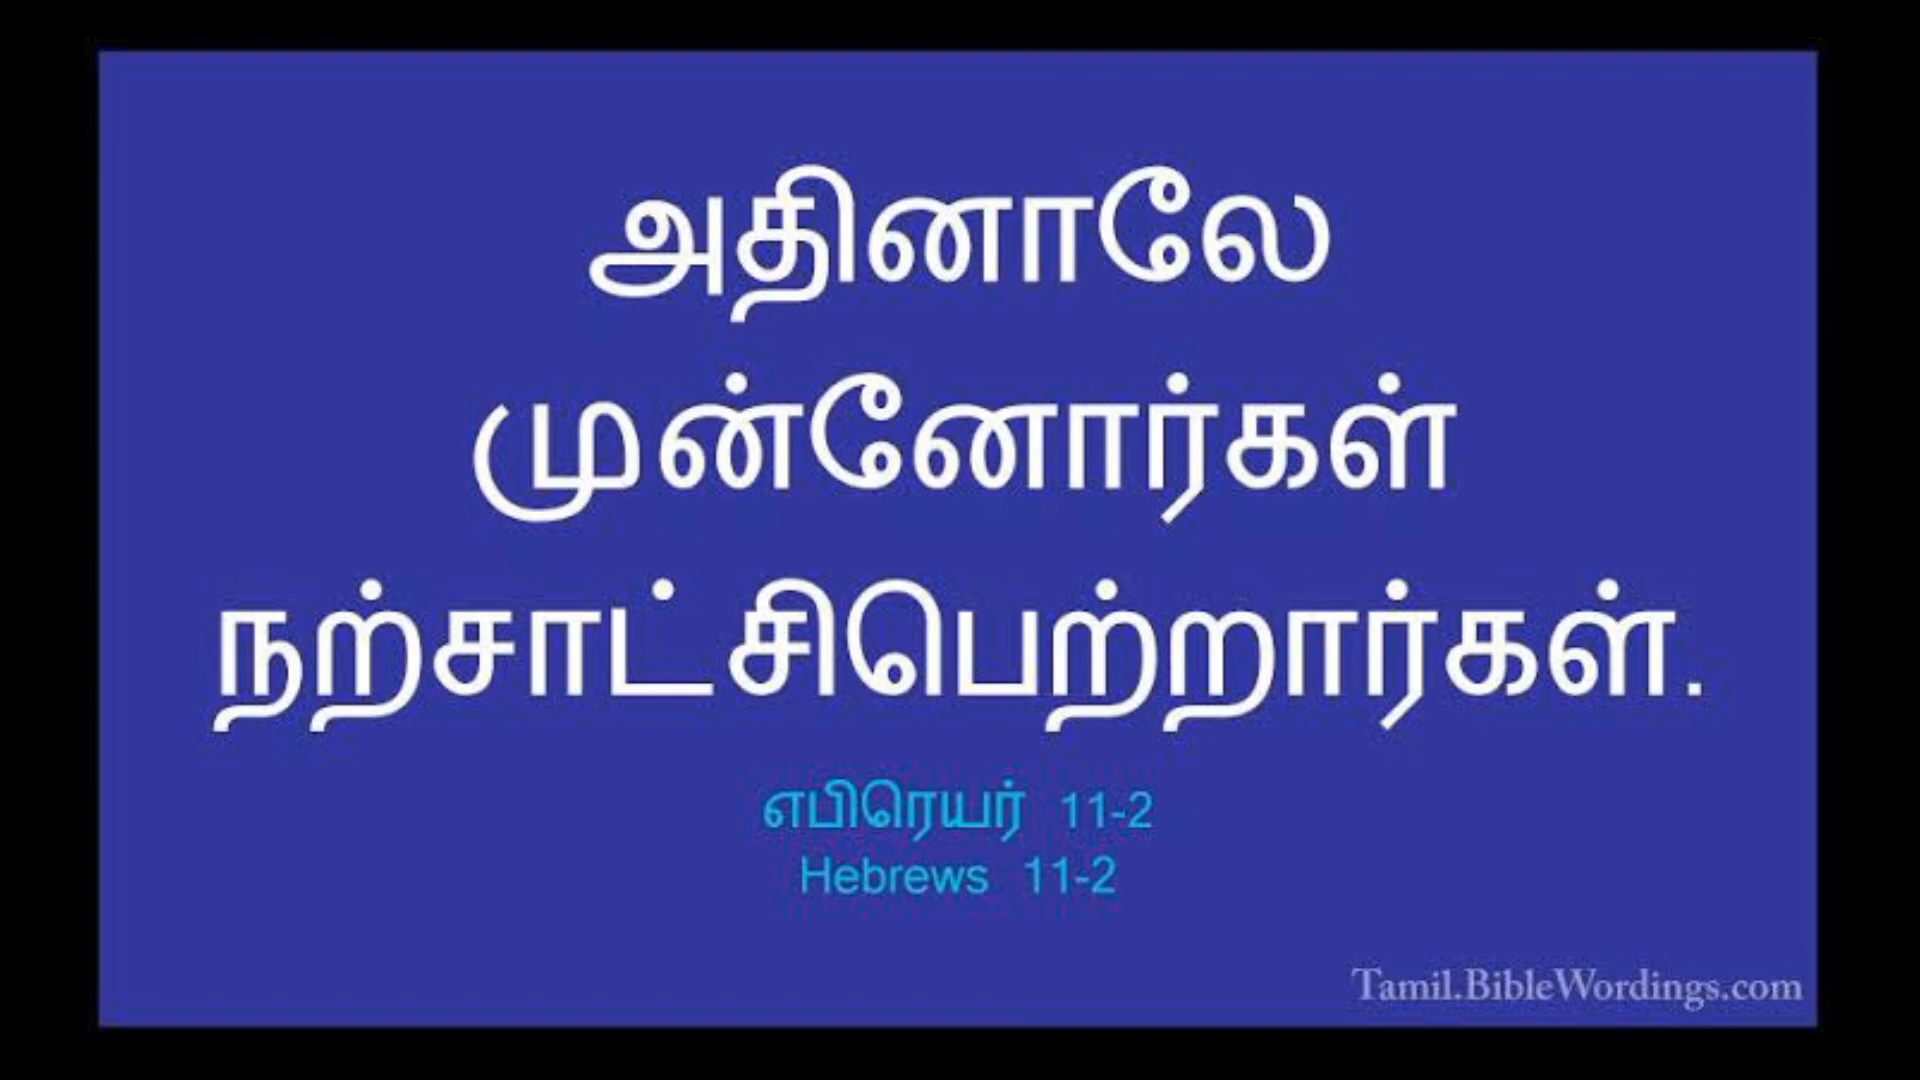 அதினாலே
முன்னோர்கள்
நற்சாட்சிபெற்றார்கள்.
எபிரெயர் 11-2
Hebrews 11-2
Tamil.BibleWordings.com